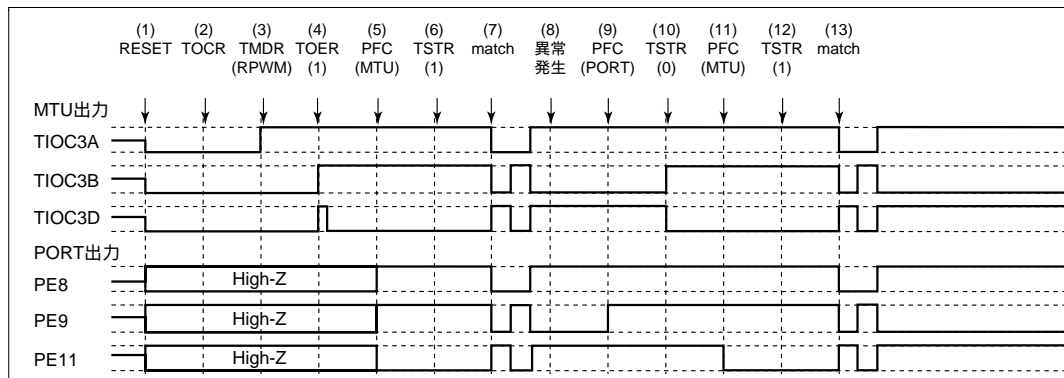 (1) (2) (3) (4) (5) (6) (7) (8) (9) (10) (11) (12) (13)
RESET TOCR TMDR TOER PFC TSTR match 異常 PFC TSTR PFC TSTR match
(RPWM) (1) (MTU) (1) 発生 (PORT) (0) (MTU) (1)
MTU出力
TIOC3A
TIOC3B
TIOC3D
PORT出力
PE8 High-Z
PE9 High-Z
PE11 High-Z